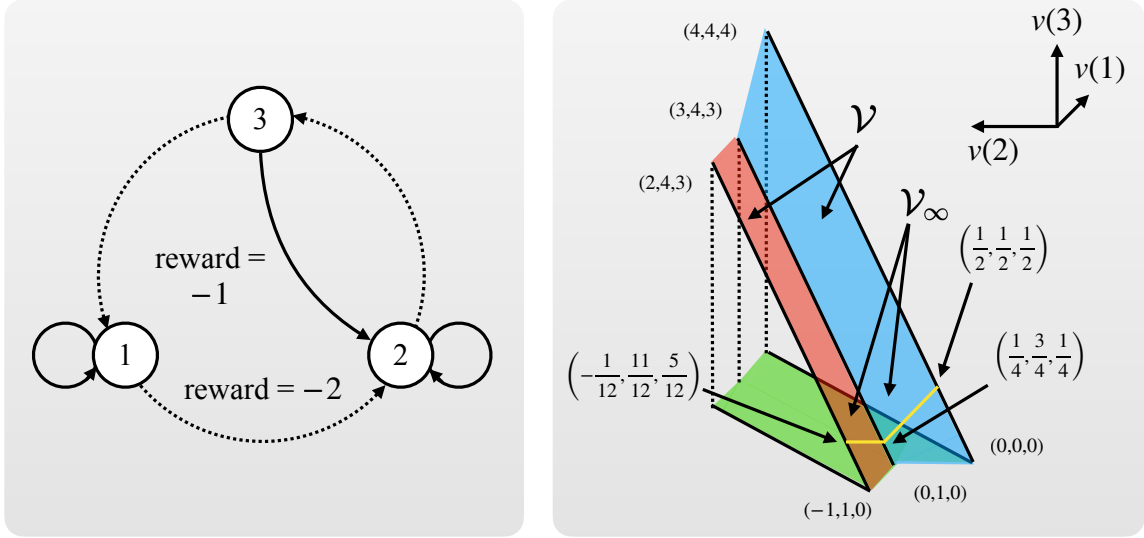 3
reward =
−1
1
2
reward = −2
(4,4,4)
v(3)
v(1)
v(2)
(3,4,3)
𝒱
(2,4,3)
𝒱∞
(1/2, 1/2, 1/2)
(1/4, 3/4, 1/4)
(−1/12, 11/12, 5/12)
(0,0,0)
(0,1,0)
(−1,1,0)